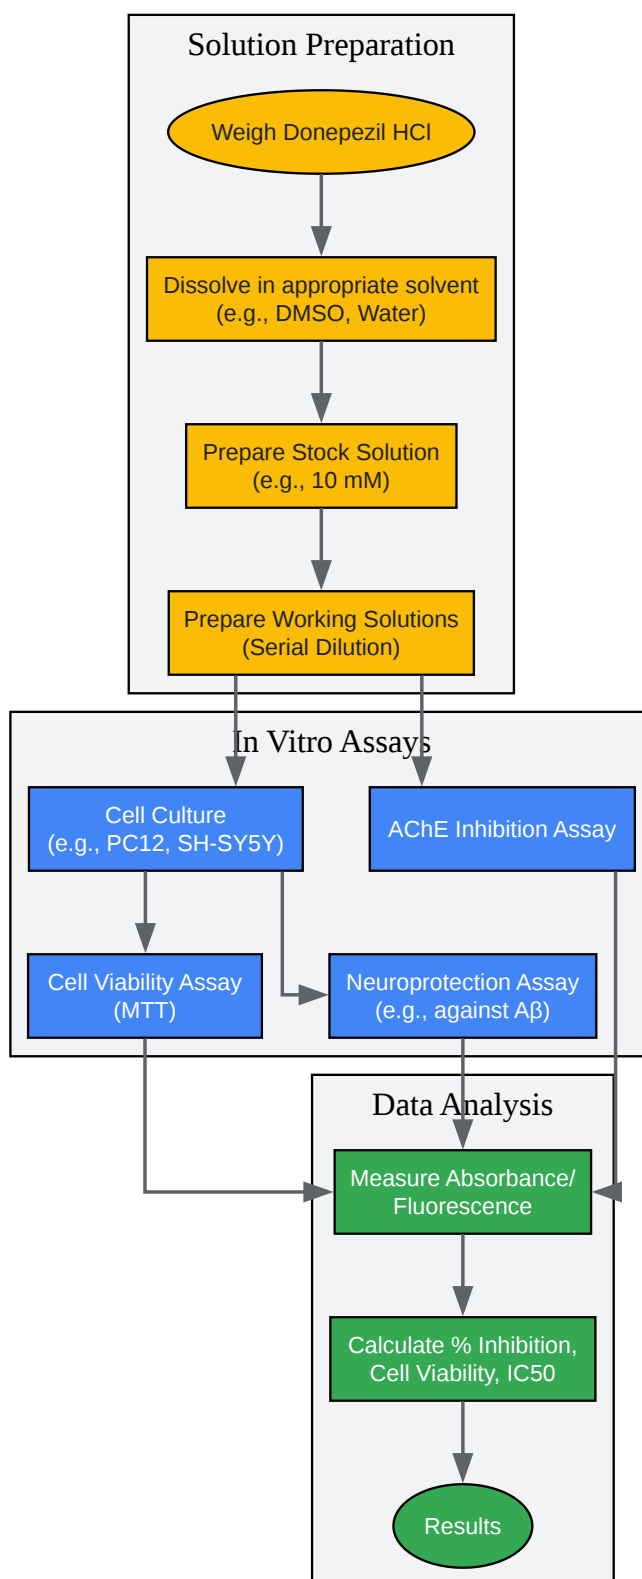 Solution Preparation
Weigh Donepezil HCl
Dissolve in appropriate solvent
(e.g., DMSO, Water)
Prepare Stock Solution
(e.g., 10 mM)
Prepare Working Solutions
(Serial Dilution)
In Vitro Assays
Cell Culture
(e.g., PC12, SH-SY5Y)
AChE Inhibition Assay
Cell Viability Assay
(MTT)
Neuroprotection Assay
(e.g., against Aβ)
Data Analysis
Measure Absorbance/
Fluorescence
Calculate % Inhibition,
Cell Viability, IC50
Results